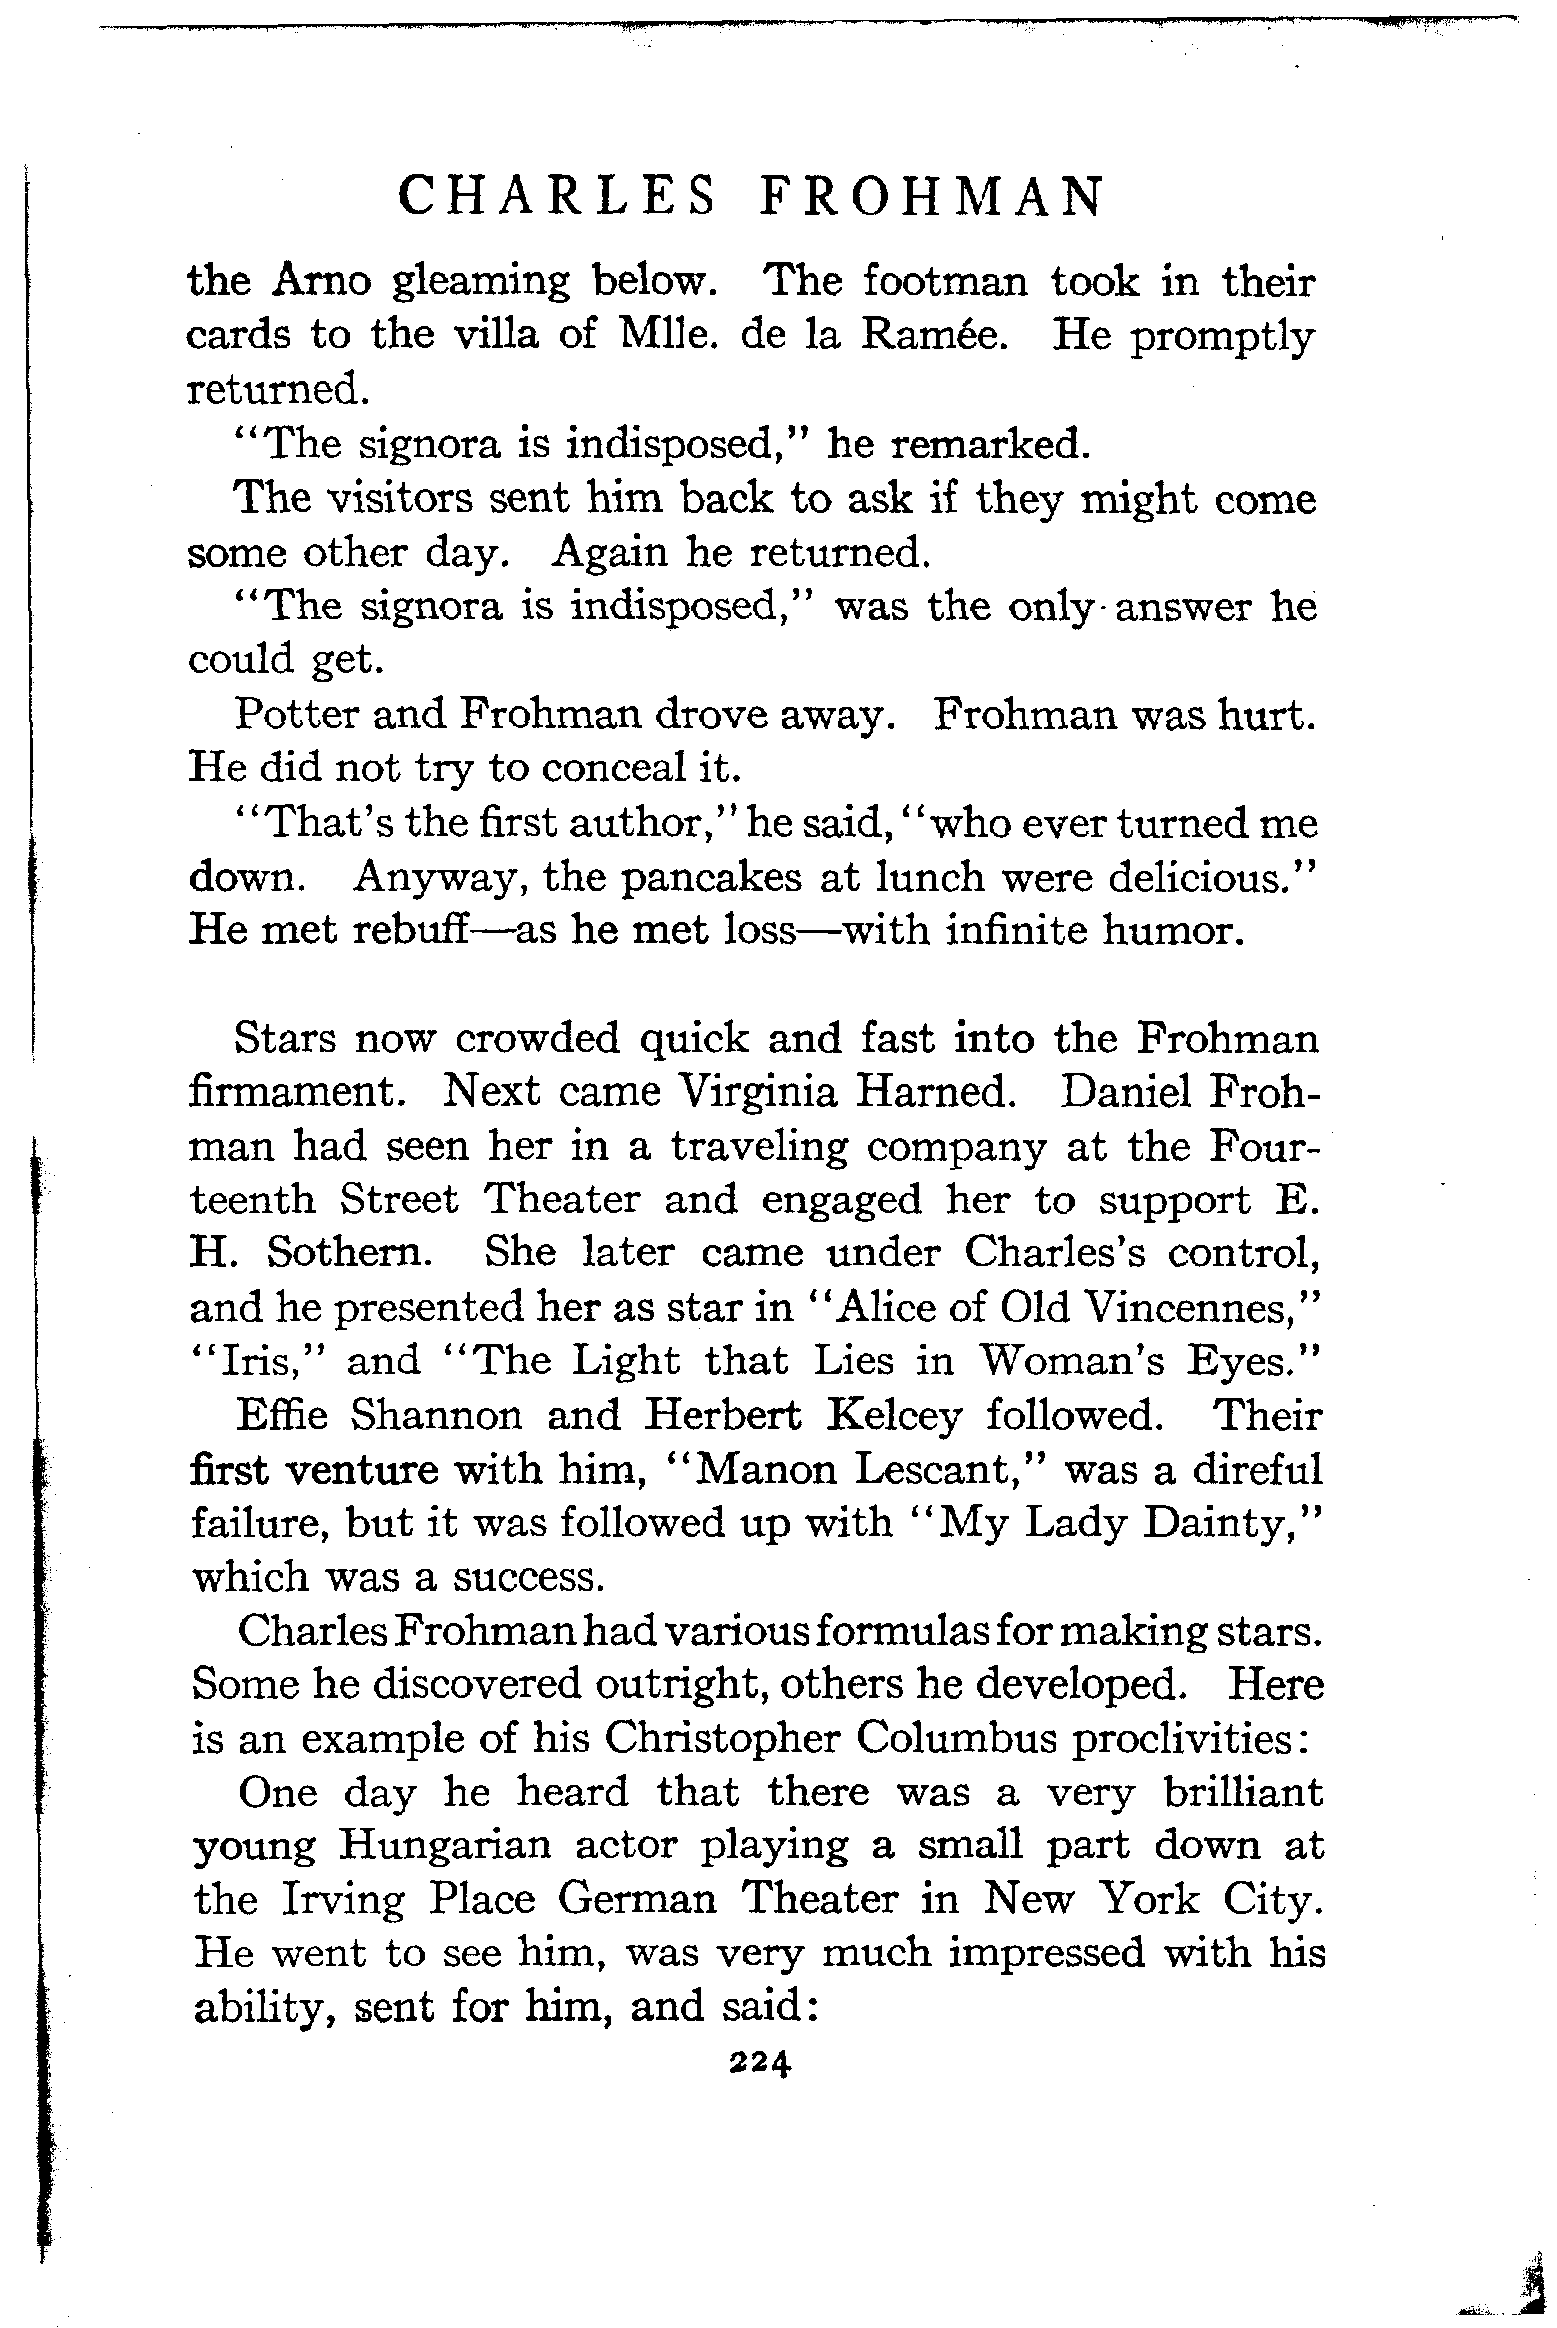 CHARLES FROHMAN
the Arno gleaming below. The footman took in their
cards to the villa of Mlle. de la Ramée. He promptly
returned.
"The signora is indisposed," he remarked.
The visitors sent him back to ask if they might come
some other day. Again he returned.
"The signora is indisposed," was the only answer he
could get.
Potter and Frohman drove away. Frohman was hurt.
He did not try to conceal it.
"That's the first author," he said, "who ever turned me
down. Anyway, the pancakes at lunch were delicious."
He met rebuff—as he met loss—with infinite humor.
Stars now crowded quick and fast into the Frohman
firmament. Next came Virginia Harned. Daniel Froh-
man had seen her in a traveling company at the Four-
teenth Street Theater and engaged her to support E.
H. Sothern. She later came under Charles's control,
and he presented her as star in "Alice of Old Vincennes,"
"Iris," and "The Light that Lies in Woman's Eyes."
Effie Shannon and Herbert Kelcey followed. Their
first venture with him, "Manon Lescant," was a direful
failure, but it was followed up with "My Lady Dainty,"
which was a success.
Charles Frohman had various formulas for making stars.
Some he discovered outright, others he developed. Here
is an example of his Christopher Columbus proclivities:
One day he heard that there was a very brilliant
young Hungarian actor playing a small part down at
the Irving Place German Theater in New York City.
He went to see him, was very much impressed with his
ability, sent for him, and said:
224